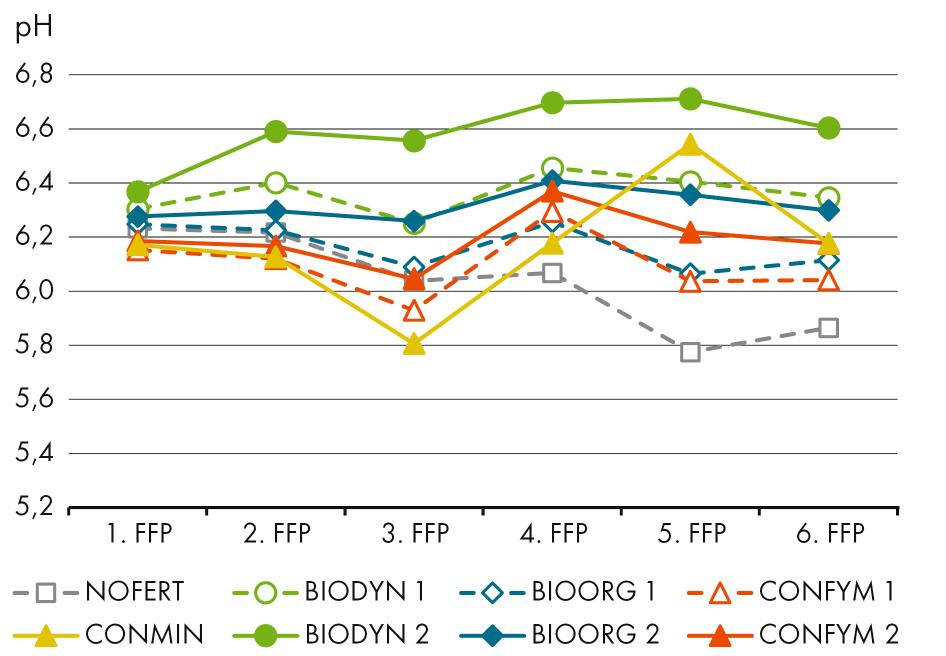 pH
6,8
6,6
6,4
6,2
6,0
5,8
5,6
5,4
5,2
1. FFP 2. FFP 3. FFP 4. FFP 5. FFP 6. FFP
NOFERT BIODYN 1 BIOORG 1 CONFYM 1
CONMIN BIODYN 2 BIOORG 2 CONFYM 2